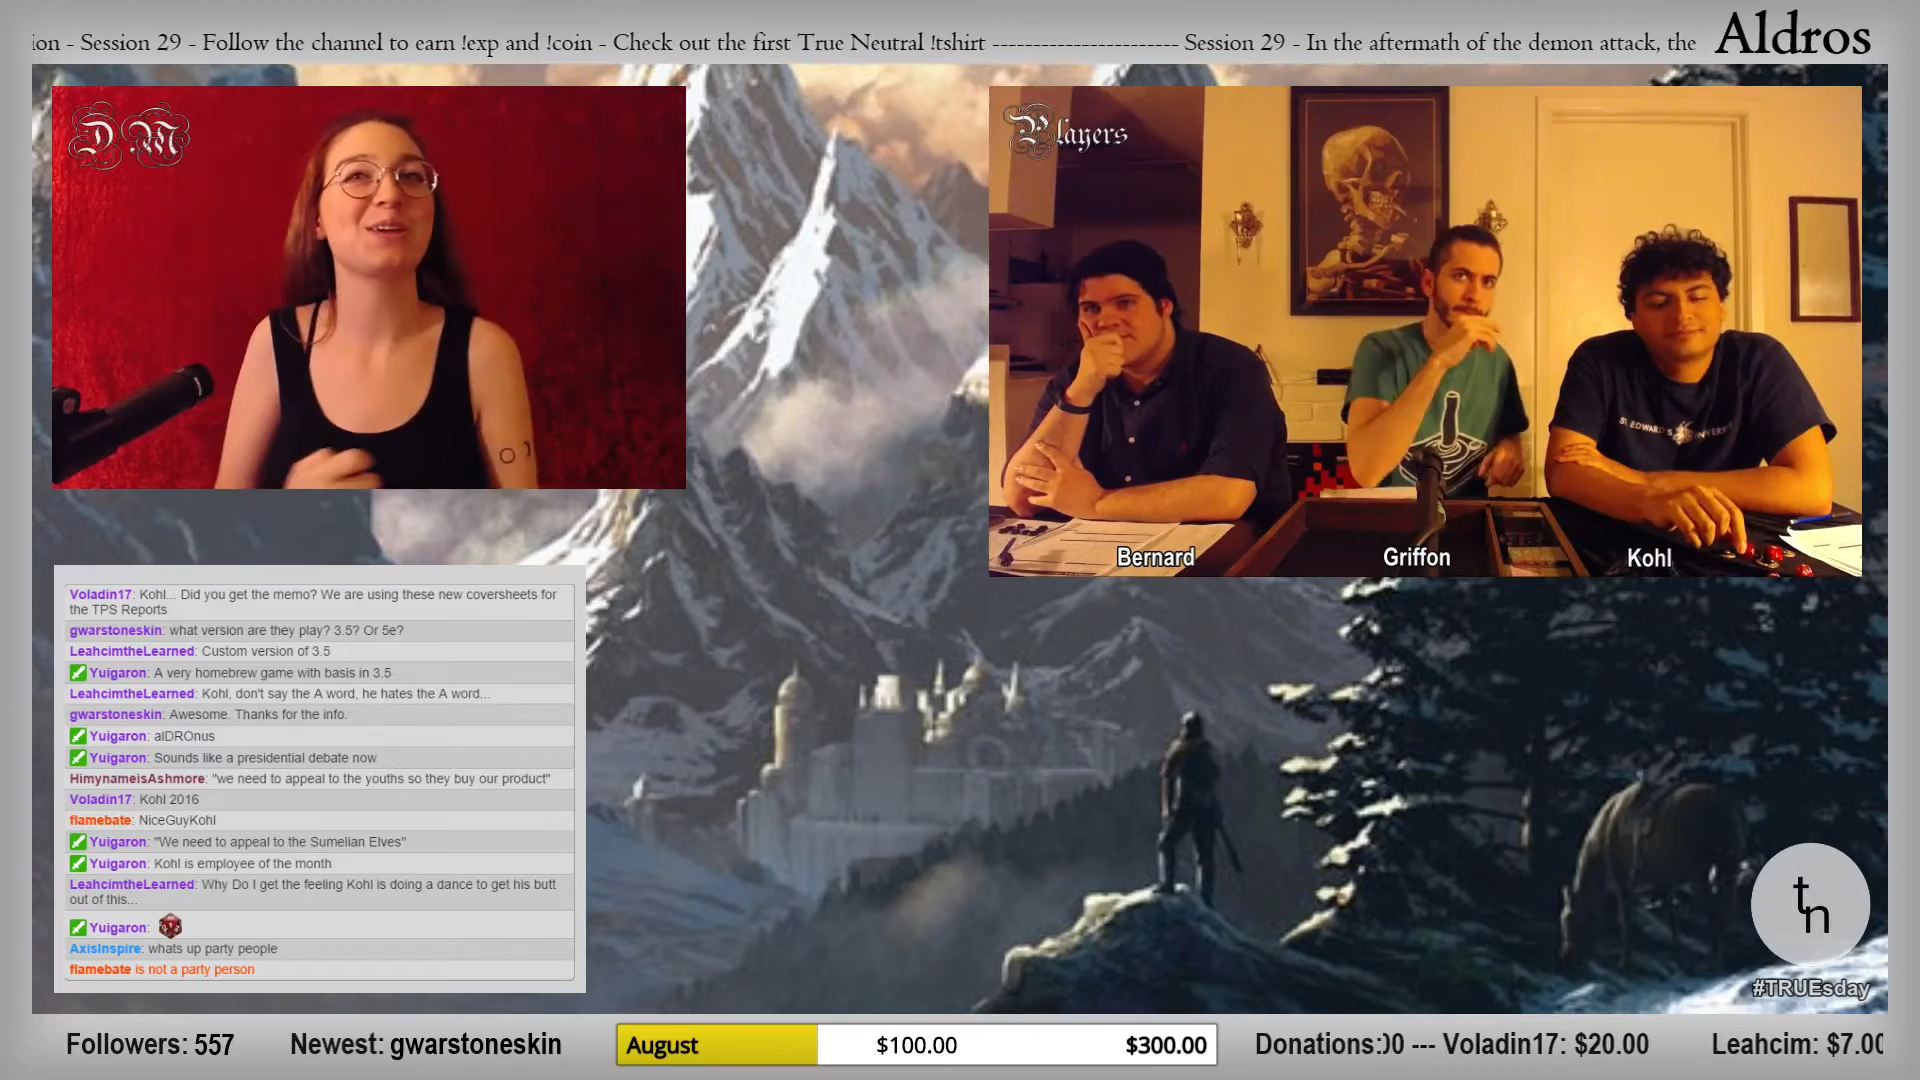 ion - Session 29 - Follow the channel to earn !exp and !coin - Check out the first True Neutral !tshirt ----------------------- Session 29 - In the aftermath of the demon attack, the
Aldros
DM
Players
ST. EDWARD'S
Bernard
Griffon
Kohl
Voladin17: Kohl... Did you get the memo? We are using these new coversheets for
the TPS Reports
gwarstoneskin: what version are they play? 3.5? Or 5e?
LeahcimtheLearned: Custom version of 3.5
Yuigaron: A very homebrew game with basis in 3.5
LeahcimtheLearned: Kohl, don't say the A word, he hates the A word...
gwarstoneskin: Awesome. Thanks for the info.
Yuigaron: alDROnus
Yuigaron: Sounds like a presidential debate now
HimynameisAshmore: "we need to appeal to the youths so they buy our product"
Voladin17: Kohl 2016
flamebate: NiceGuyKohl
Yuigaron: "We need to appeal to the Sumelian Elves"
Yuigaron: Kohl is employee of the month
LeahcimtheLearned: Why Do I get the feeling Kohl is doing a dance to get his butt
out of this...
Yuigaron:
AxisInspire: whats up party people
flamebate is not a party person
tn
#TRUEsday
Followers: 557
Newest: gwarstoneskin
August
$100.00
$300.00
Donations:00 --- Voladin17: $20.00
Leahcim: $7.00